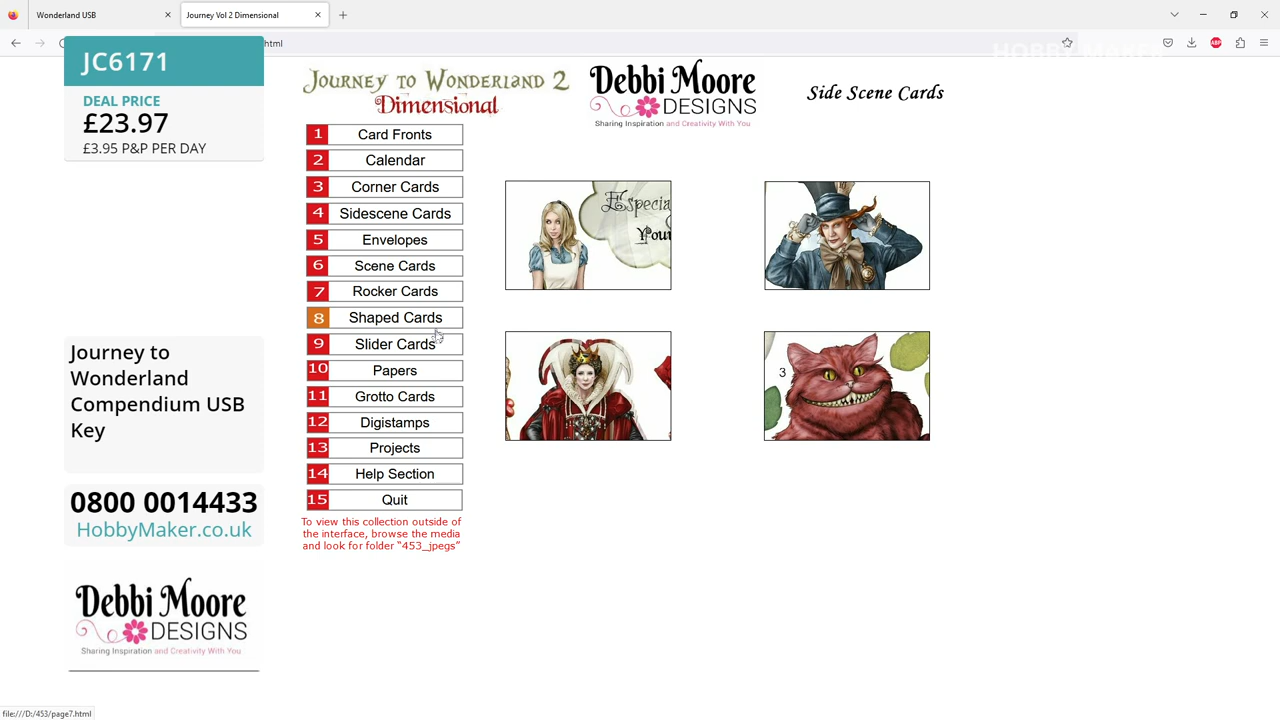 Wonderland USB
Journey Vol 2 Dimensional
html
HOBBY MAKER
JC6171
DEAL PRICE
£23.97
£3.95 P&P PER DAY
Journey to
Wonderland
Compendium USB
Key
0800 0014433
HobbyMaker.co.uk
Debbi Moore
DESIGNS
Sharing Inspiration and Creativity With You
JOURNEY TO WONDERLAND 2
Dimensional
Debbi Moore
DESIGNS
Sharing Inspiration and Creativity With You
Side Scene Cards
1 Card Fronts
2 Calendar
3 Corner Cards
4 Sidescene Cards
5 Envelopes
6 Scene Cards
7 Rocker Cards
8 Shaped Cards
9 Slider Cards
10 Papers
11 Grotto Cards
12 Digistamps
13 Projects
14 Help Section
15 Quit
To view this collection outside of
the interface, browse the media
and look for folder “453_jpegs”
Especia
Your
3
ABP
file:///D:/453/page7.html